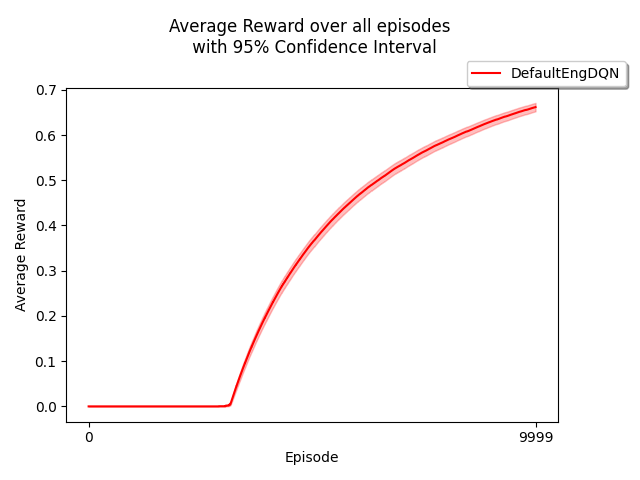 Average Reward over all episodes
with 95% Confidence Interval
DefaultEngDQN
0.7
0.6
0.5
0.4
0.3
0.2
0.1
0.0
Average Reward
0
9999
Episode